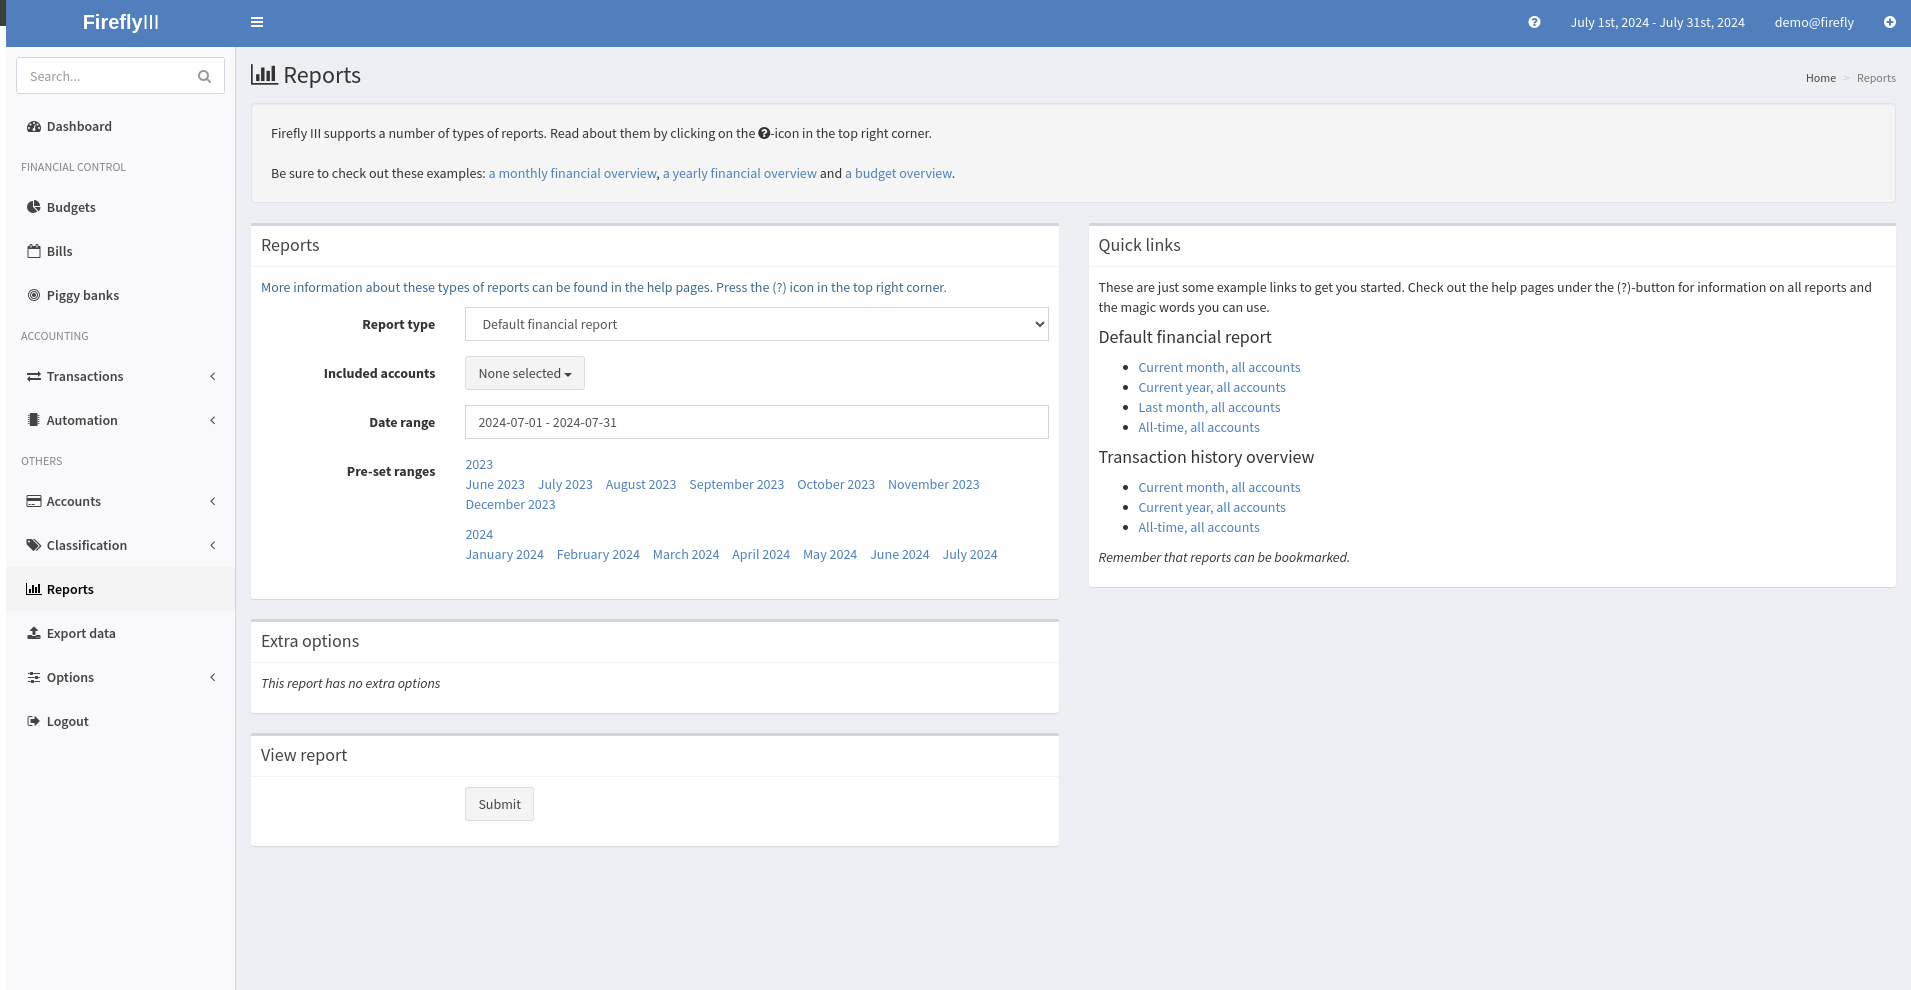 FireflyIII
July 1st, 2024 - July 31st, 2024
demo@firefly
Search...
Dashboard
FINANCIAL CONTROL
Budgets
Bills
Piggy banks
ACCOUNTING
Transactions
Automation
OTHERS
Accounts
Classification
Reports
Export data
Options
Logout
Reports
Home > Reports
Firefly III supports a number of types of reports. Read about them by clicking on the ?-icon in the top right corner.
Be sure to check out these examples: a monthly financial overview, a yearly financial overview and a budget overview.
Reports
More information about these types of reports can be found in the help pages. Press the (?) icon in the top right corner.
Report type
Default financial report
Included accounts
None selected
Date range
2024-07-01 - 2024-07-31
Pre-set ranges
2023
June 2023 July 2023 August 2023 September 2023 October 2023 November 2023
December 2023
2024
January 2024 February 2024 March 2024 April 2024 May 2024 June 2024 July 2024
Extra options
This report has no extra options
View report
Submit
Quick links
These are just some example links to get you started. Check out the help pages under the (?)-button for information on all reports and
the magic words you can use.
Default financial report
Current month, all accounts
Current year, all accounts
Last month, all accounts
All-time, all accounts
Transaction history overview
Current month, all accounts
Current year, all accounts
All-time, all accounts
Remember that reports can be bookmarked.